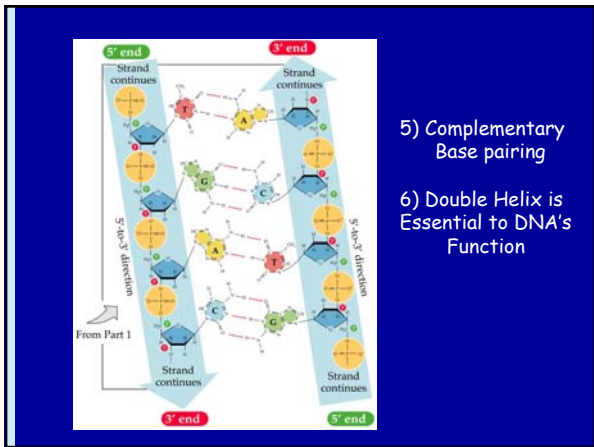 5' end
3' end
Strand
continues
Strand
continues
T
A
G
C
A
T
C
G
5'-to-3' direction
5'-to-3' direction
From Part 1
Strand
continues
Strand
continues
3' end
5' end
5) Complementary
Base pairing
6) Double Helix is
Essential to DNA's
Function